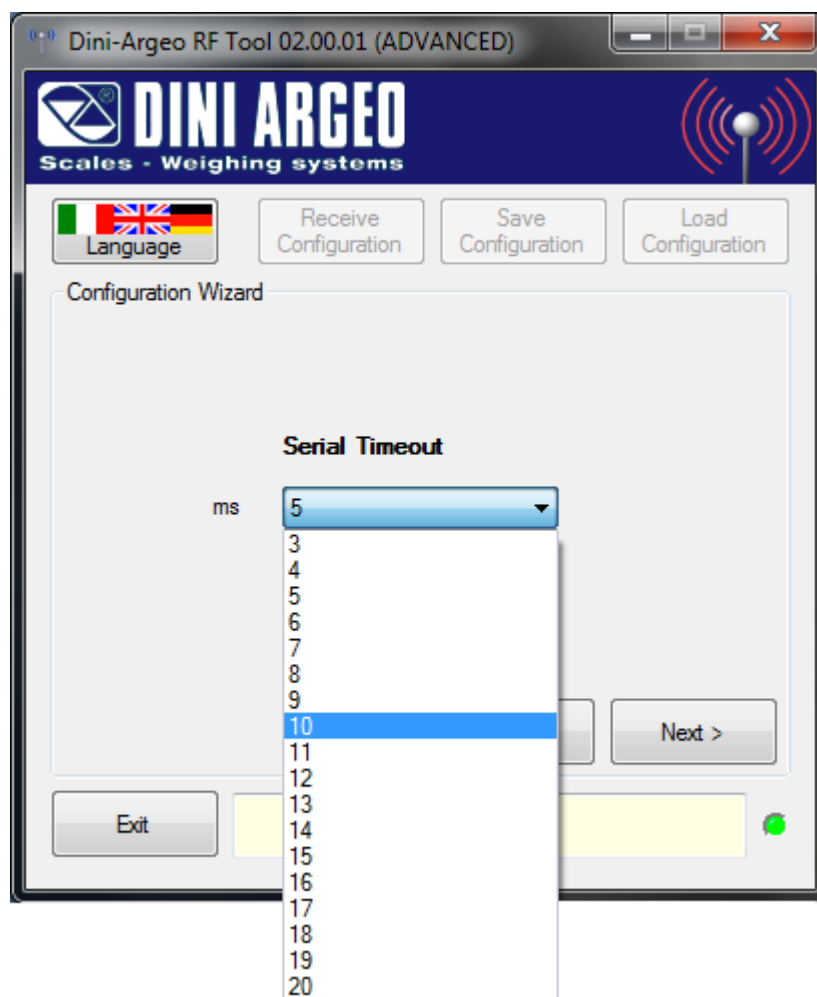 Dini-Argeo RF Tool 02.00.01 (ADVANCED)
DINI ARGEO
Scales - Weighing systems
Language
Receive
Configuration
Save
Configuration
Load
Configuration
Configuration Wizard
Serial Timeout
ms
5
3
4
5
6
7
8
9
10
11
12
13
14
15
16
17
18
19
20
Next >
Exit